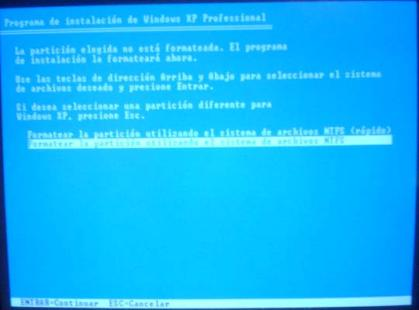 Programa de instalación de Windows XP Professional
La partición elegida no está formateada. El programa
de instalación la formateará ahora.
Use las teclas de dirección Arriba y Abajo para seleccionar el sistema
de archivos deseado y presione Entrar.
Si desea seleccionar una partición diferente para
Windows XP, presione Esc.
Formatear la partición utilizando el sistema de archivos NTFS (rápido)
Formatear la partición utilizando el sistema de archivos NTFS
ENTRAR=Continuar ESC=Cancelar